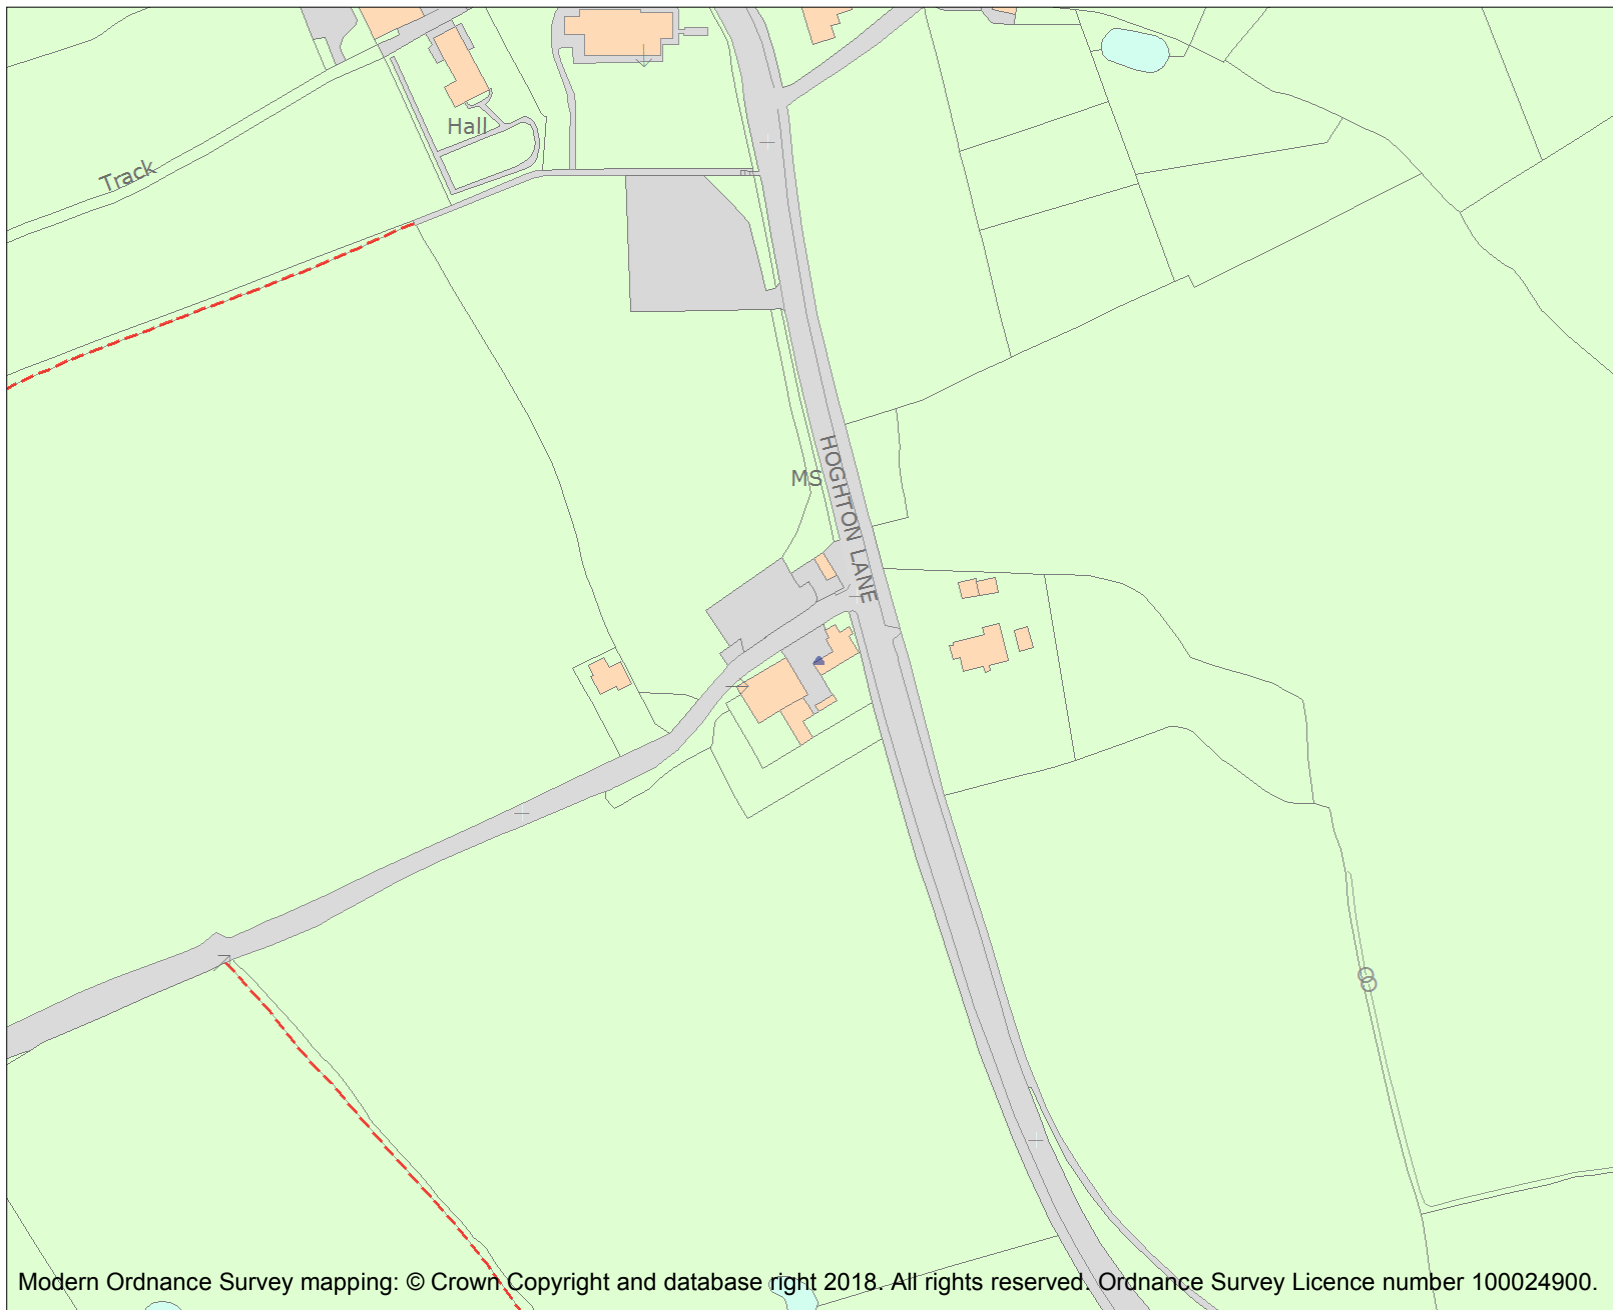 Hall
Track
MS
HOGHTON LANE
Modern Ordnance Survey mapping: © Crown Copyright and database right 2018. All rights reserved. Ordnance Survey Licence number 100024900.